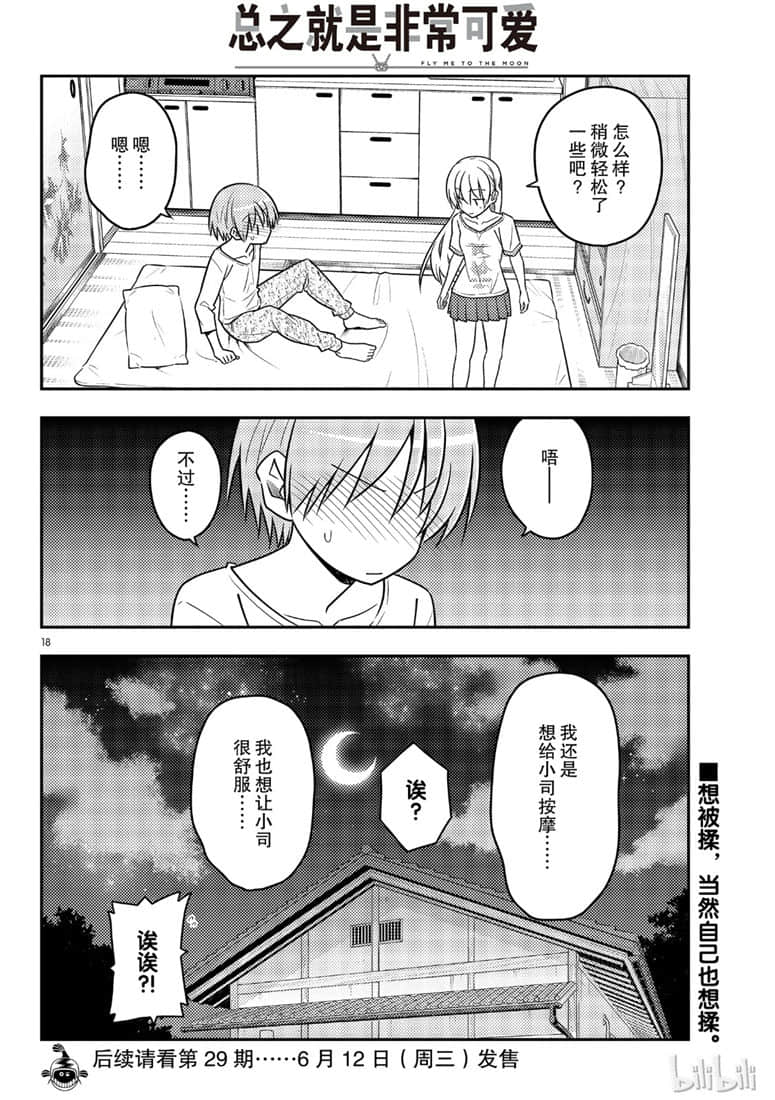 总之就是非常可爱
FLY ME TO THE MOON
怎么样？
稍微轻松了
一些吧？
嗯……
嗯……
唔——
不过……
18
我还是
想给小司按摩……
诶？
我也想让小司
很舒服……
诶诶?!
■想被揉，当然自己也想揉。
后续请看第29期……6月12日（周三）发售
bilibili